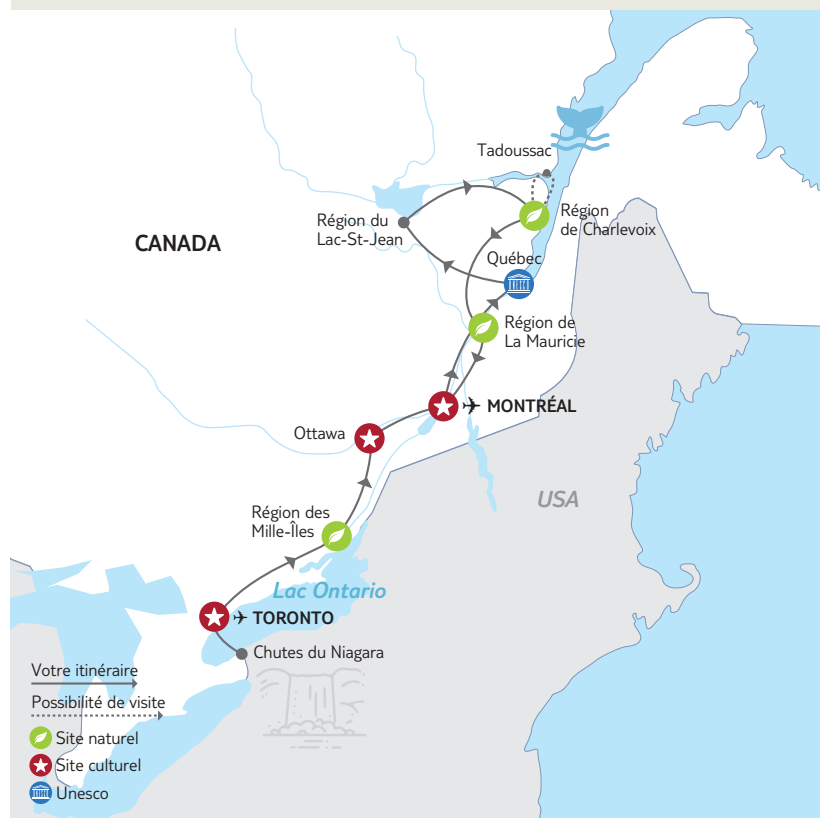 Tadoussac
Région du
Lac-St-Jean
Région
de Charlevoix
CANADA
Québec
Région de
La Mauricie
MONTRÉAL
Ottawa
USA
Région des
Mille-Îles
Lac Ontario
TORONTO
Chutes du Niagara
Votre itinéraire
Possibilité de visite
Site naturel
Site culturel
Unesco